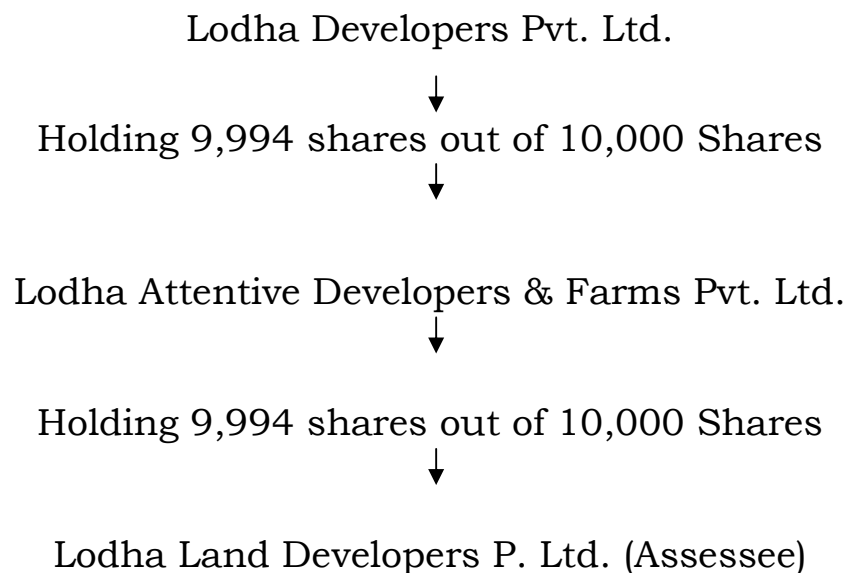 Lodha Developers Pvt. Ltd.
Holding 9,994 shares out of 10,000 Shares
Lodha Attentive Developers & Farms Pvt. Ltd.
Holding 9,994 shares out of 10,000 Shares
Lodha Land Developers P. Ltd. (Assessee)